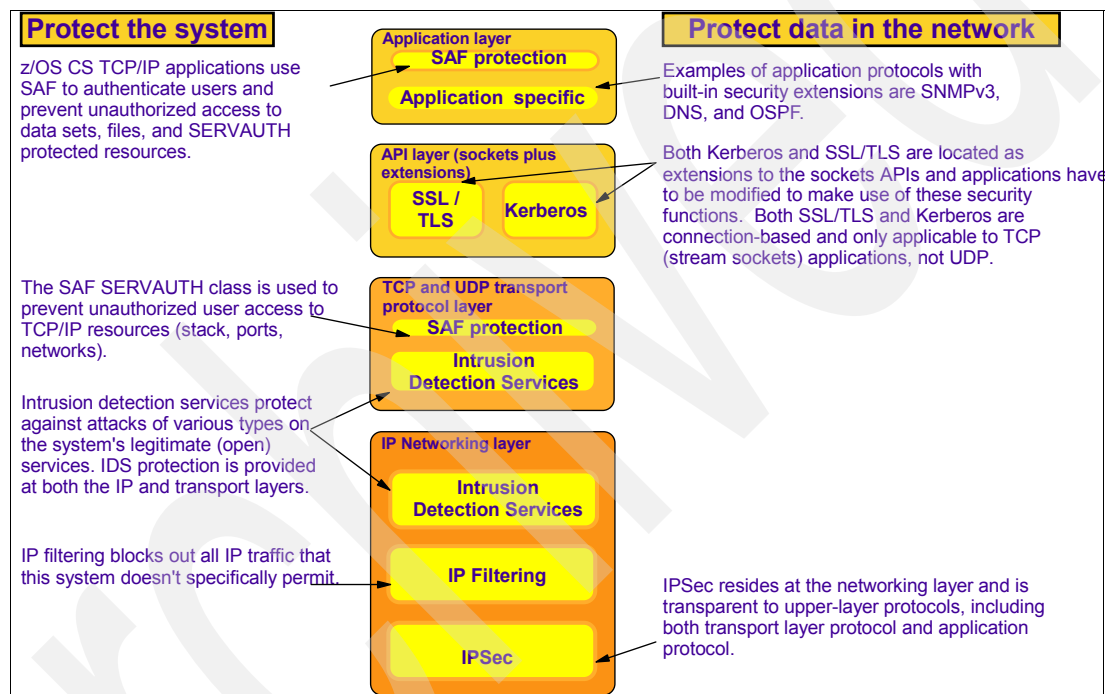 Protect the system
z/OS CS TCP/IP applications use
SAF to authenticate users and
prevent unauthorized access to
data sets, files, and SERVAUTH
protected resources.
The SAF SERVAUTH class is used to
prevent unauthorized user access to
TCP/IP resources (stack, ports,
networks).
Intrusion detection services protect
against attacks of various types on
the system's legitimate (open)
services. IDS protection is provided
at both the IP and transport layers.
IP filtering blocks out all IP traffic that
this system doesn't specifically permit.
Application layer
SAF protection
Application specific
API layer (sockets plus
extensions)
SSL /
TLS
Kerberos
TCP and UDP transport
protocol layer
SAF protection
Intrusion
Detection Services
IP Networking layer
Intrusion
Detection Services
IP Filtering
IPSec
Protect data in the network
Examples of application protocols with
built-in security extensions are SNMPv3,
DNS, and OSPF.
Both Kerberos and SSL/TLS are located as
extensions to the sockets APIs and applications have
to be modified to make use of these security
functions. Both SSL/TLS and Kerberos are
connection-based and only applicable to TCP
(stream sockets) applications, not UDP.
IPSec resides at the networking layer and is
transparent to upper-layer protocols, including
both transport layer protocol and application
protocol.